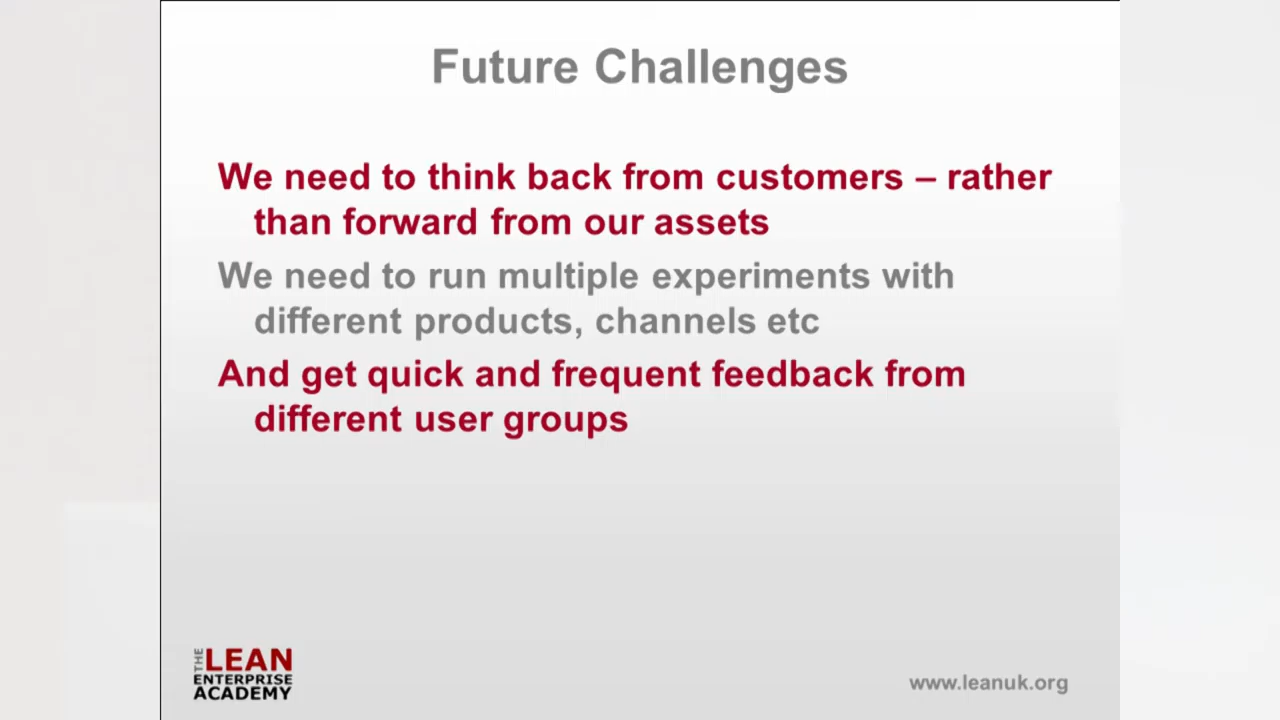 Future Challenges
We need to think back from customers – rather
than forward from our assets
We need to run multiple experiments with
different products, channels etc
And get quick and frequent feedback from
different user groups
THE LEAN
ENTERPRISE
ACADEMY
www.leanuk.org